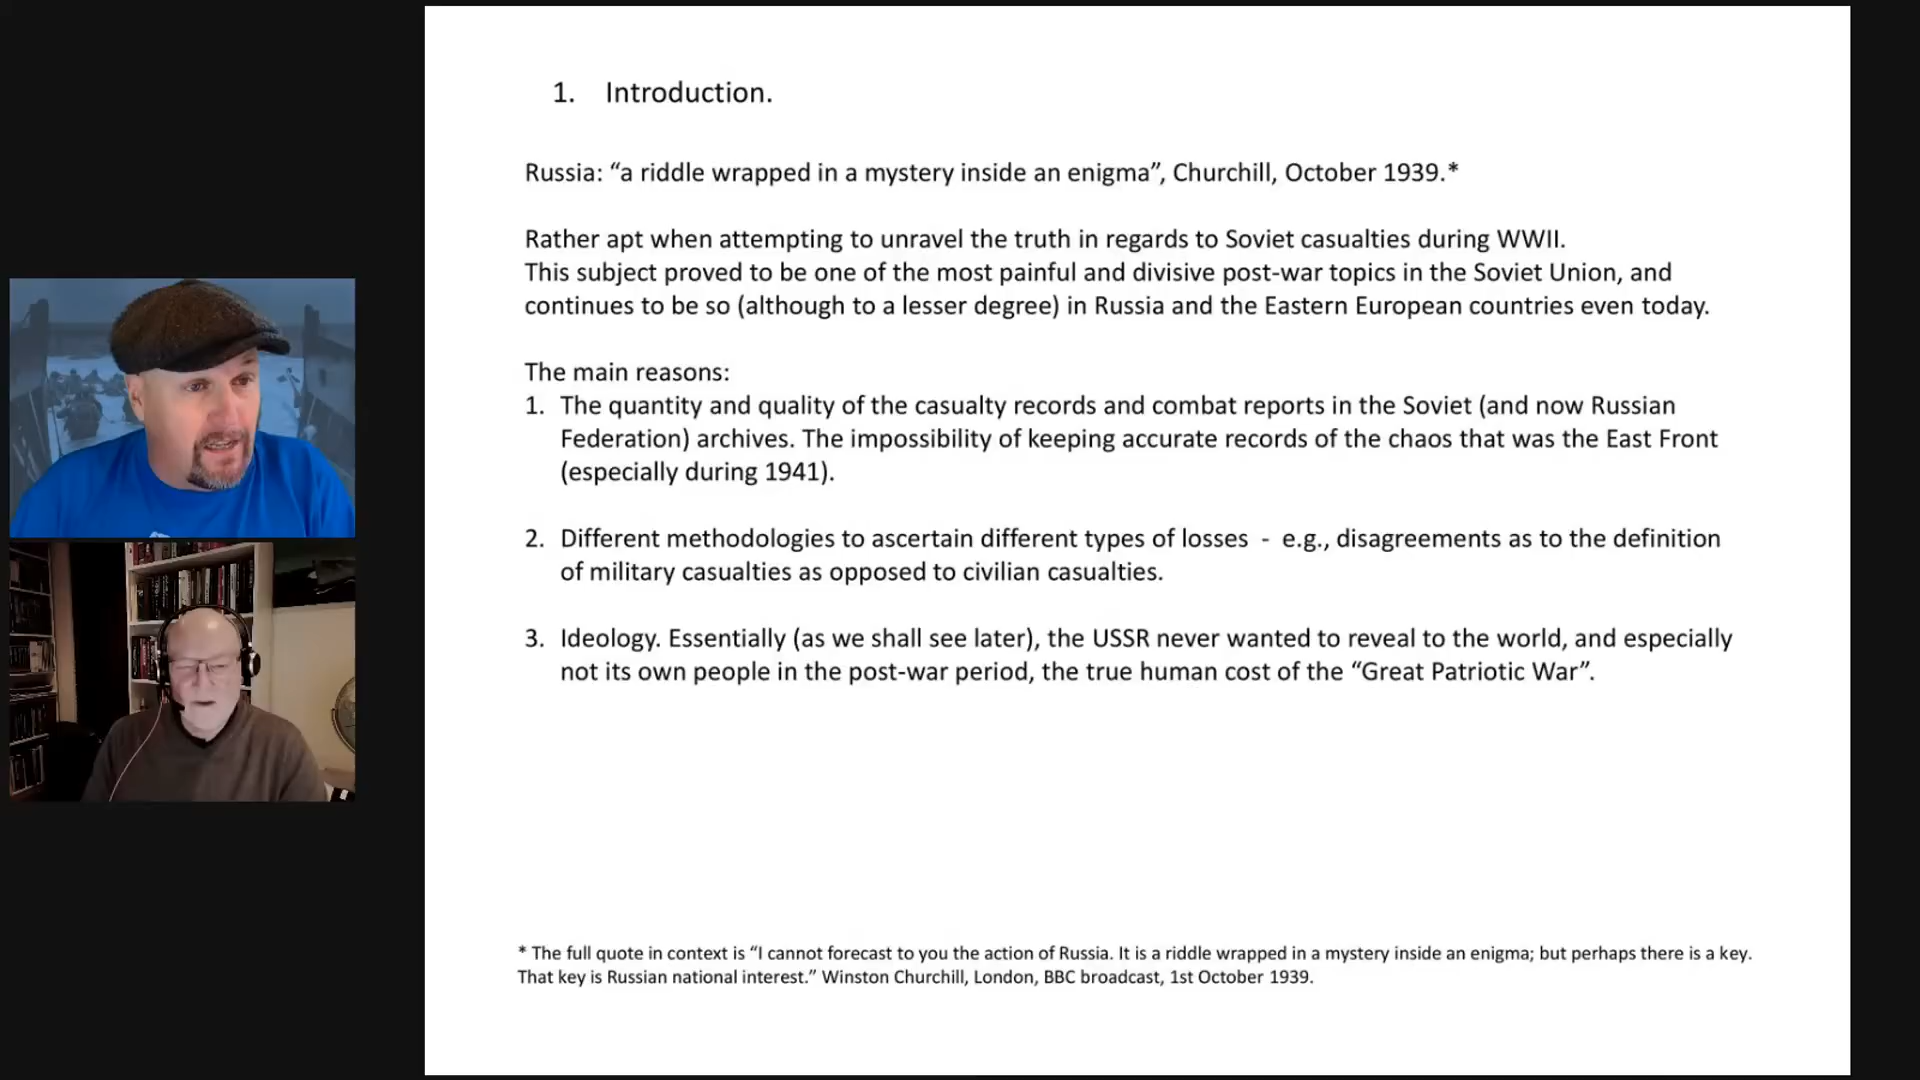 1. Introduction.
Russia: “a riddle wrapped in a mystery inside an enigma”, Churchill, October 1939.*
Rather apt when attempting to unravel the truth in regards to Soviet casualties during WWII.
This subject proved to be one of the most painful and divisive post-war topics in the Soviet Union, and
continues to be so (although to a lesser degree) in Russia and the Eastern European countries even today.
The main reasons:
1. The quantity and quality of the casualty records and combat reports in the Soviet (and now Russian
Federation) archives. The impossibility of keeping accurate records of the chaos that was the East Front
(especially during 1941).
2. Different methodologies to ascertain different types of losses - e.g., disagreements as to the definition
of military casualties as opposed to civilian casualties.
3. Ideology. Essentially (as we shall see later), the USSR never wanted to reveal to the world, and especially
not its own people in the post-war period, the true human cost of the “Great Patriotic War”.
* The full quote in context is “I cannot forecast to you the action of Russia. It is a riddle wrapped in a mystery inside an enigma; but perhaps there is a key.
That key is Russian national interest.” Winston Churchill, London, BBC broadcast, 1st October 1939.